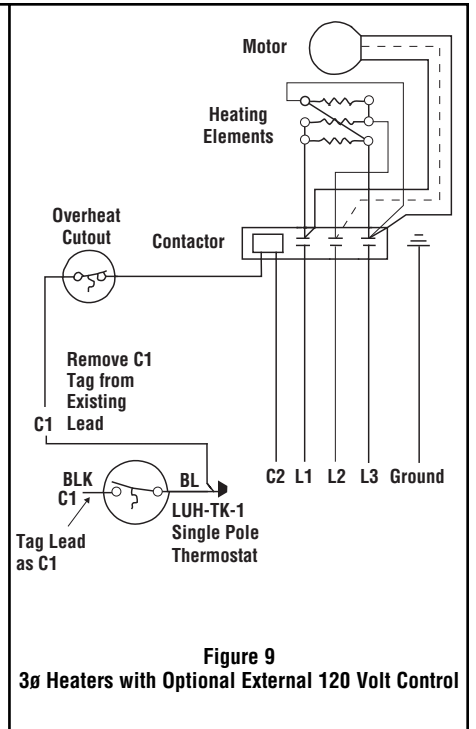 Motor
Heating
Elements
Overheat
Cutout
Contactor
Remove C1
Tag from
Existing
Lead
C1
C2 L1 L2 L3 Ground
BLK
C1
BL
LUH-TK-1
Single Pole
Thermostat
Tag Lead
as C1
Figure 9
3ø Heaters with Optional External 120 Volt Control